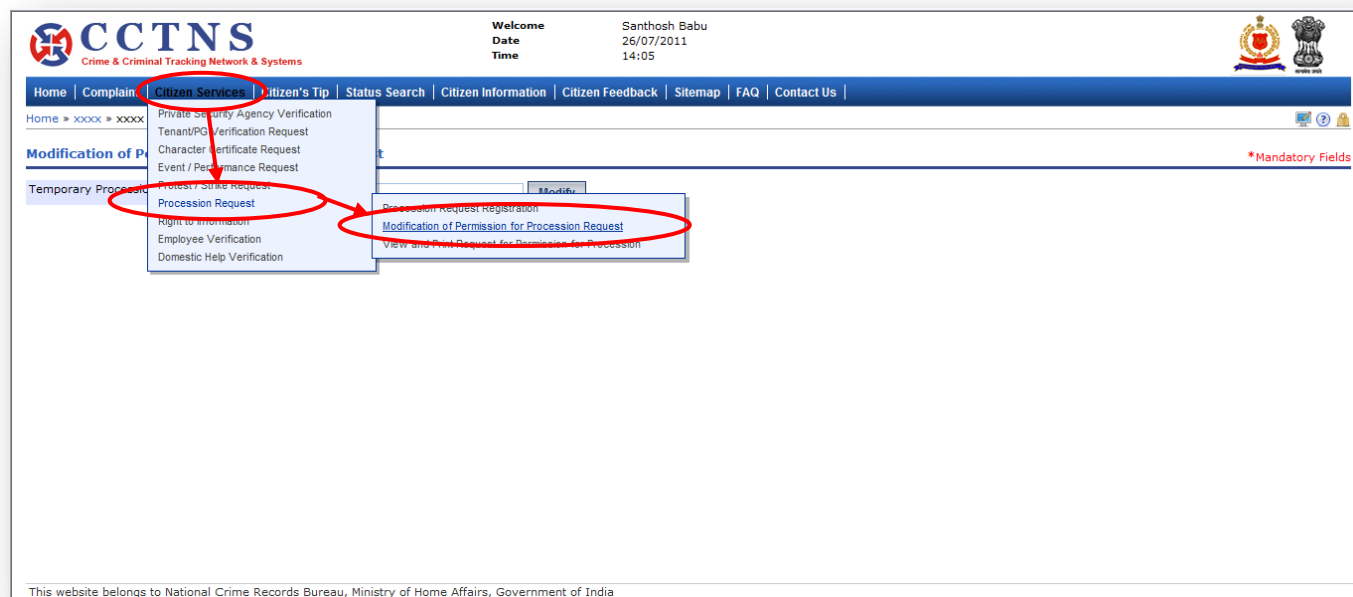 CCTNS
Crime & Criminal Tracking Network & Systems
Welcome Santhosh Babu
Date 26/07/2011
Time 14:05
Home | Complain | Citizen Services | Citizen's Tip | Status Search | Citizen Information | Citizen Feedback | Sitemap | FAQ | Contact Us |
Home » xxxx » xxxx
Private Security Agency Verification
Tenant/PG Verification Request
Character Certificate Request
Event / Performance Request
Protest / Strike Request
Procession Request
Right to Information
Employee Verification
Domestic Help Verification
Modification of
*Mandatory Fields
Temporary
Modify
Procession Request Registration
Modification of Permission for Procession Request
View and Print Request for Permission for Procession
This website belongs to National Crime Records Bureau, Ministry of Home Affairs, Government of India